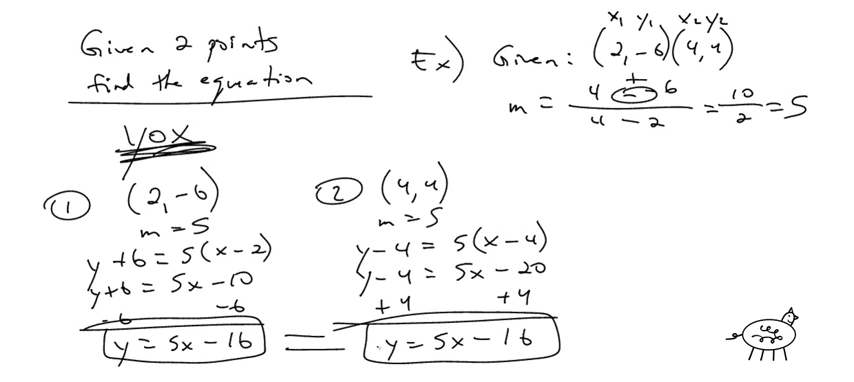 Given 2 points
find the equation
YOX
Ex) Given: (2, -6)(4, 4)
x₁ y₁ x₂ y₂
m = (4 + 6)/(4 - 2) = 10/2 = 5
① (2, -6)
m = 5
y + 6 = 5(x - 2)
y + 6 = 5x - 10
- 6 - 6
y = 5x - 16
② (4, 4)
m = 5
y - 4 = 5(x - 4)
y - 4 = 5x - 20
+ 4 + 4
y = 5x - 16
=